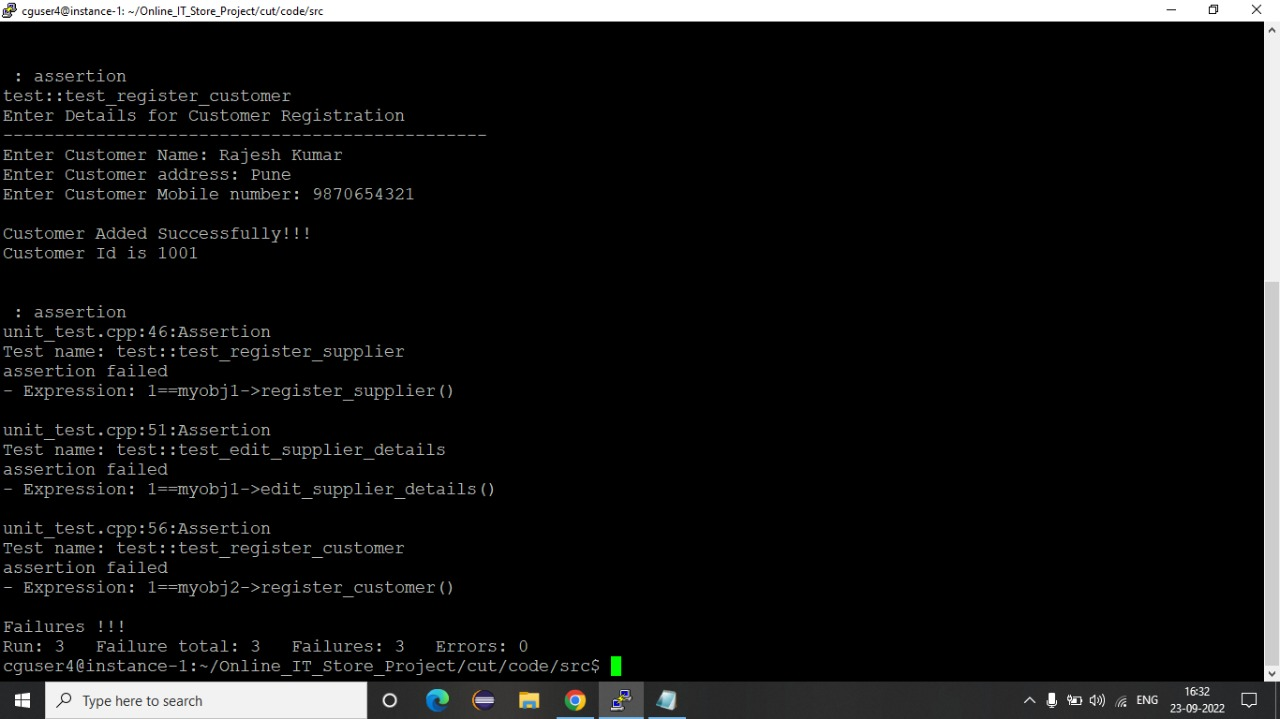 cguser4@instance-1: ~/Online_IT_Store_Project/cut/code/src
 : assertion
test::test_register_customer
Enter Details for Customer Registration
-----------------------------------------------
Enter Customer Name: Rajesh Kumar
Enter Customer address: Pune
Enter Customer Mobile number: 9870654321
Customer Added Successfully!!!
Customer Id is 1001
 : assertion
unit_test.cpp:46:Assertion
Test name: test::test_register_supplier
assertion failed
- Expression: 1==myobj1->register_supplier()
unit_test.cpp:51:Assertion
Test name: test::test_edit_supplier_details
assertion failed
- Expression: 1==myobj1->edit_supplier_details()
unit_test.cpp:56:Assertion
Test name: test::test_register_customer
assertion failed
- Expression: 1==myobj2->register_customer()
Failures !!!
Run: 3   Failure total: 3   Failures: 3   Errors: 0
cguser4@instance-1:~/Online_IT_Store_Project/cut/code/src$
Type here to search
ENG
16:32
23-09-2022